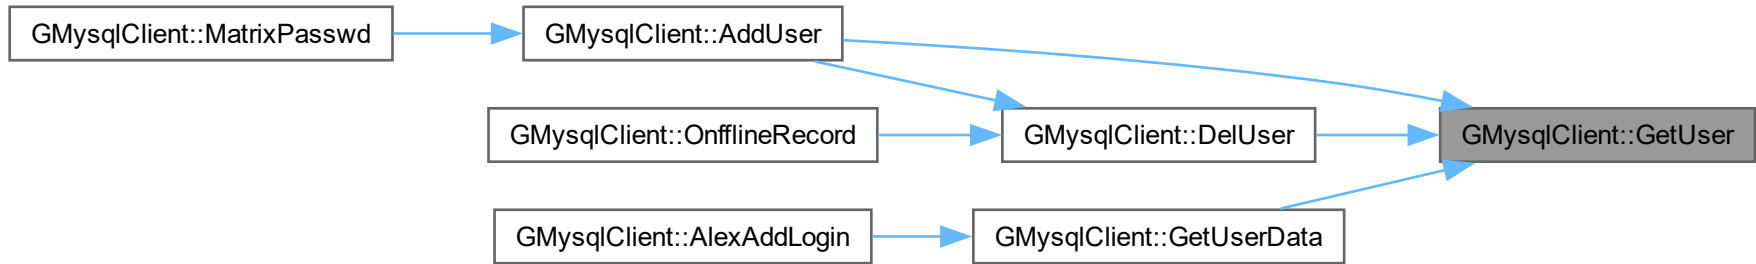 GMysqlClient::MatrixPasswd
GMysqlClient::AddUser
GMysqlClient::OnfflineRecord
GMysqlClient::DelUser
GMysqlClient::GetUser
GMysqlClient::AlexAddLogin
GMysqlClient::GetUserData